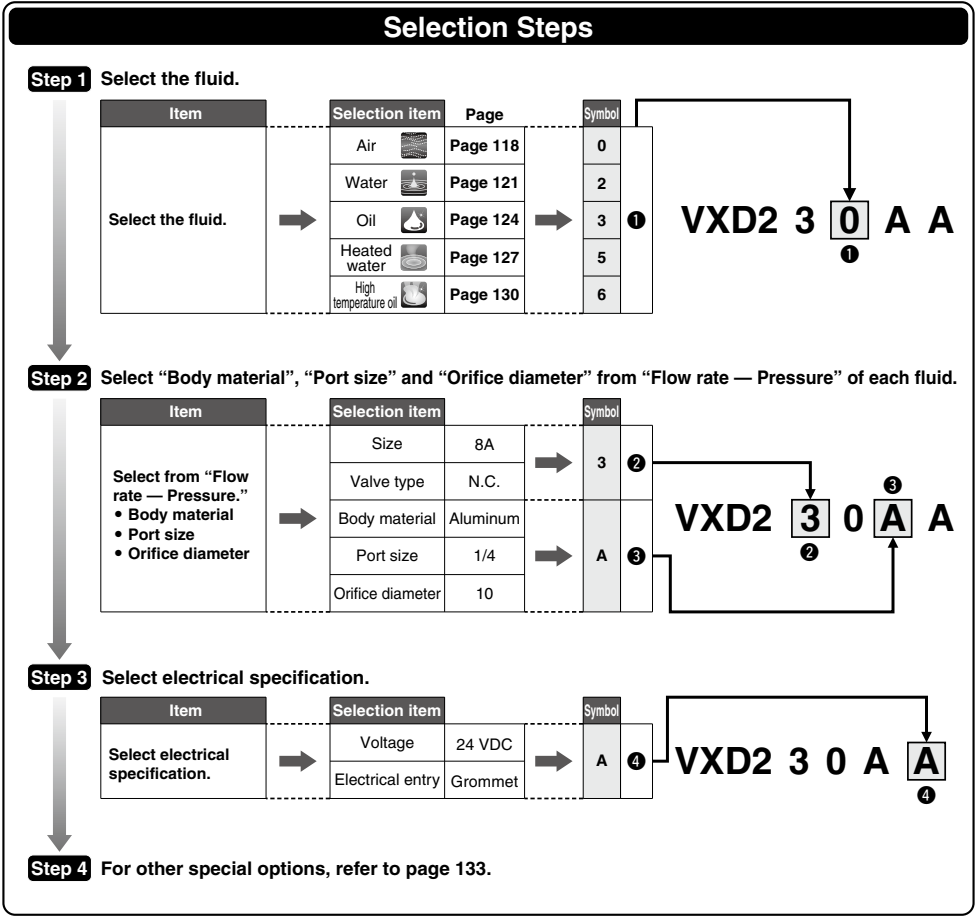 Selection Steps
Step 1 Select the fluid.
Item Selection item Page Symbol
Select the fluid.
Air Page 118 0
Water Page 121 2
Oil Page 124 3
Heated
water Page 127 5
High
temperature oil Page 130 6
❶
VXD2 3 0 A A
❶
Step 2 Select “Body material”, “Port size” and “Orifice diameter” from “Flow rate — Pressure” of each fluid.
Item Selection item Symbol
Select from “Flow
rate — Pressure.”
• Body material
• Port size
• Orifice diameter
Size 8A
Valve type N.C.
3 ❷
Body material Aluminum
Port size 1/4
Orifice diameter 10
A ❸
❸
VXD2 3 0 A A
❷
Step 3 Select electrical specification.
Item Selection item Symbol
Select electrical
specification.
Voltage 24 VDC
Electrical entry Grommet
A ❹
VXD2 3 0 A A
❹
Step 4 For other special options, refer to page 133.